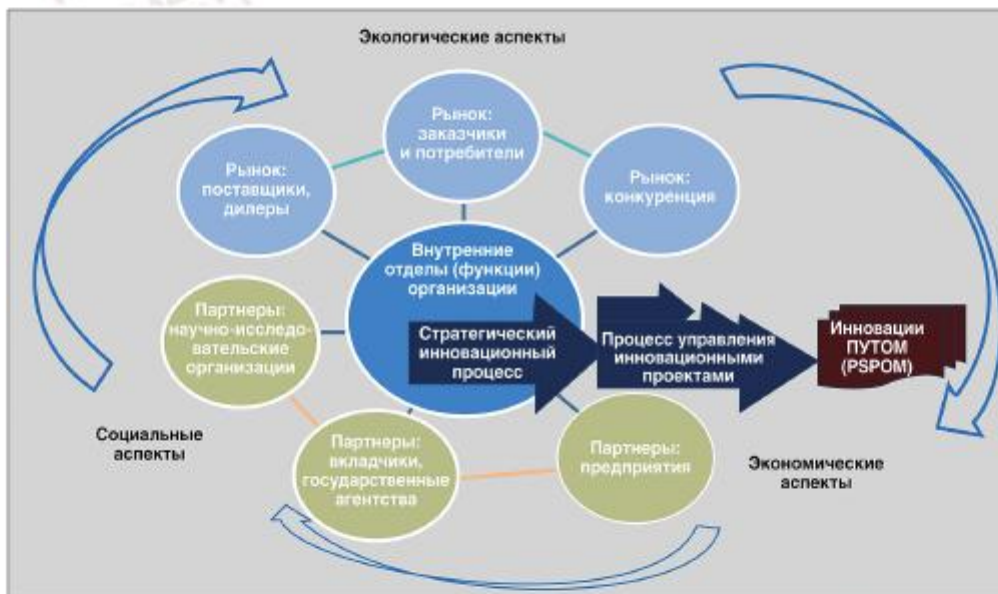 Экологические аспекты
Рынок:
заказчики
и потребители
Рынок:
поставщики,
дилеры
Рынок:
конкуренция
Внутренние
отделы (функции)
организации
Партнеры:
научно-исследо-
вательские
организации
Стратегический
инновационный
процесс
Процесс управления
инновационными
проектами
Инновации
ПУТОМ
(PSPOM)
Социальные
аспекты
Партнеры:
вкладчики,
государственные
агентства
Партнеры:
предприятия
Экономические
аспекты